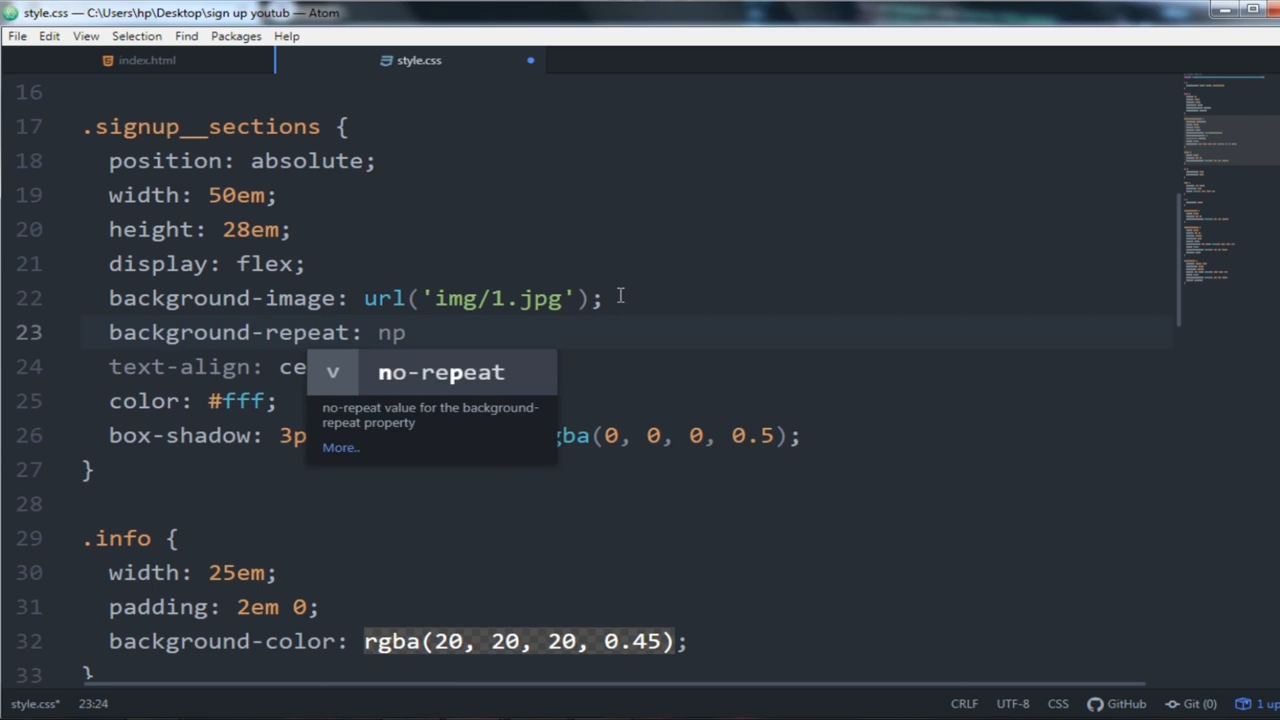 style.css — C:\Users\hp\Desktop\sign up youtub — Atom
File Edit View Selection Find Packages Help
index.html style.css
16
17 .signup__sections {
18 position: absolute;
19 width: 50em;
20 height: 28em;
21 display: flex;
22 background-image: url('img/1.jpg');
23 background-repeat: np
24 text-align: ce
v no-repeat
no-repeat value for the background-
repeat property
More..
25 color: #fff;
26 box-shadow: 3p gba(0, 0, 0, 0.5);
27 }
28
29 .info {
30 width: 25em;
31 padding: 2em 0;
32 background-color: rgba(20, 20, 20, 0.45);
33 }
style.css* 23:24 CRLF UTF-8 CSS GitHub Git (0) 1 up